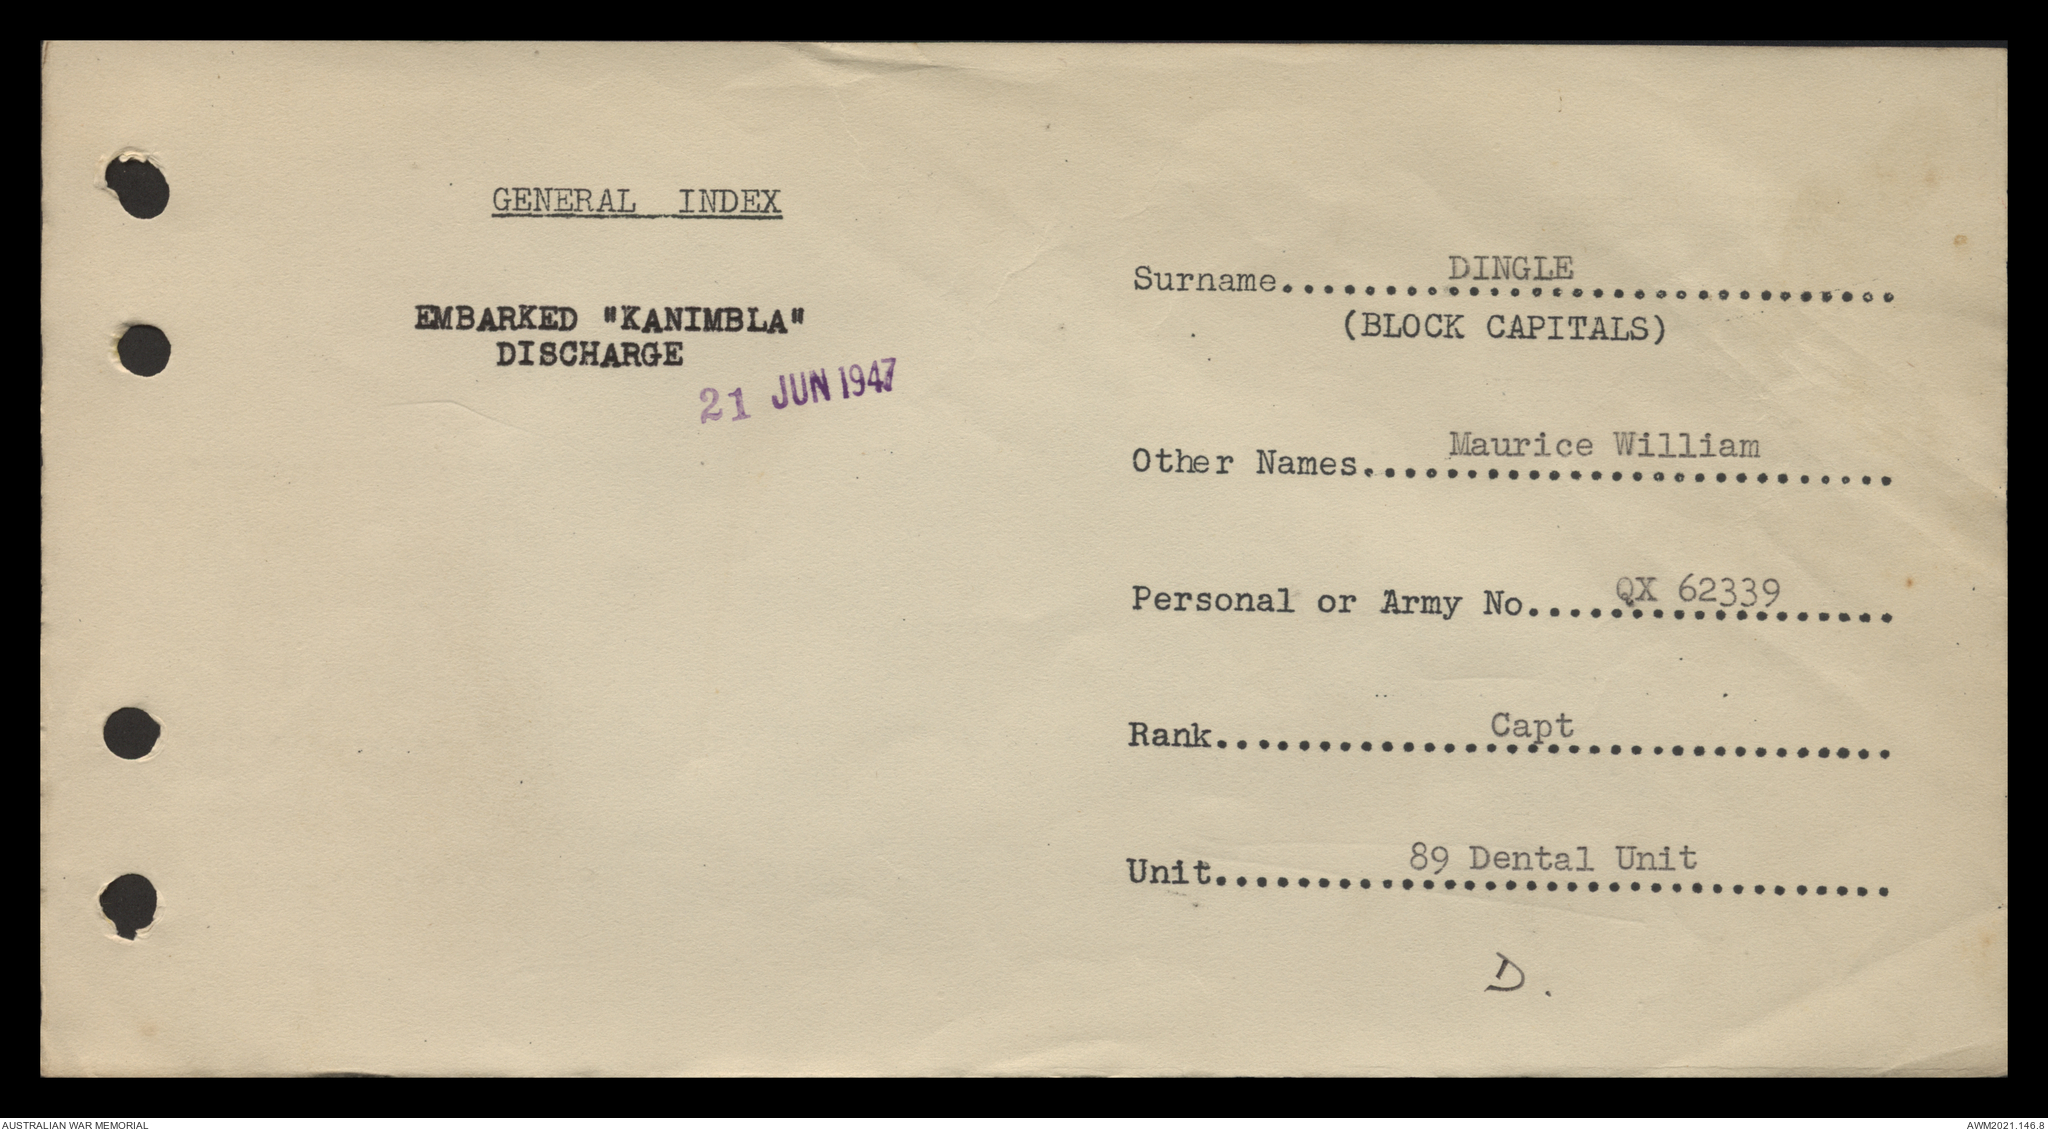 GENERAL INDEX
EMBARKED "KANIMBLA"
DISCHARGE
21 JUN 1947
Surname..............................DINGLE
(BLOCK CAPITALS)
Other Names..........................Maurice William
Personal or Army No..................QX 62339
Rank.................................Capt
Unit.................................89 Dental Unit
D.
AUSTRALIAN WAR MEMORIAL
AWM2021.146.8